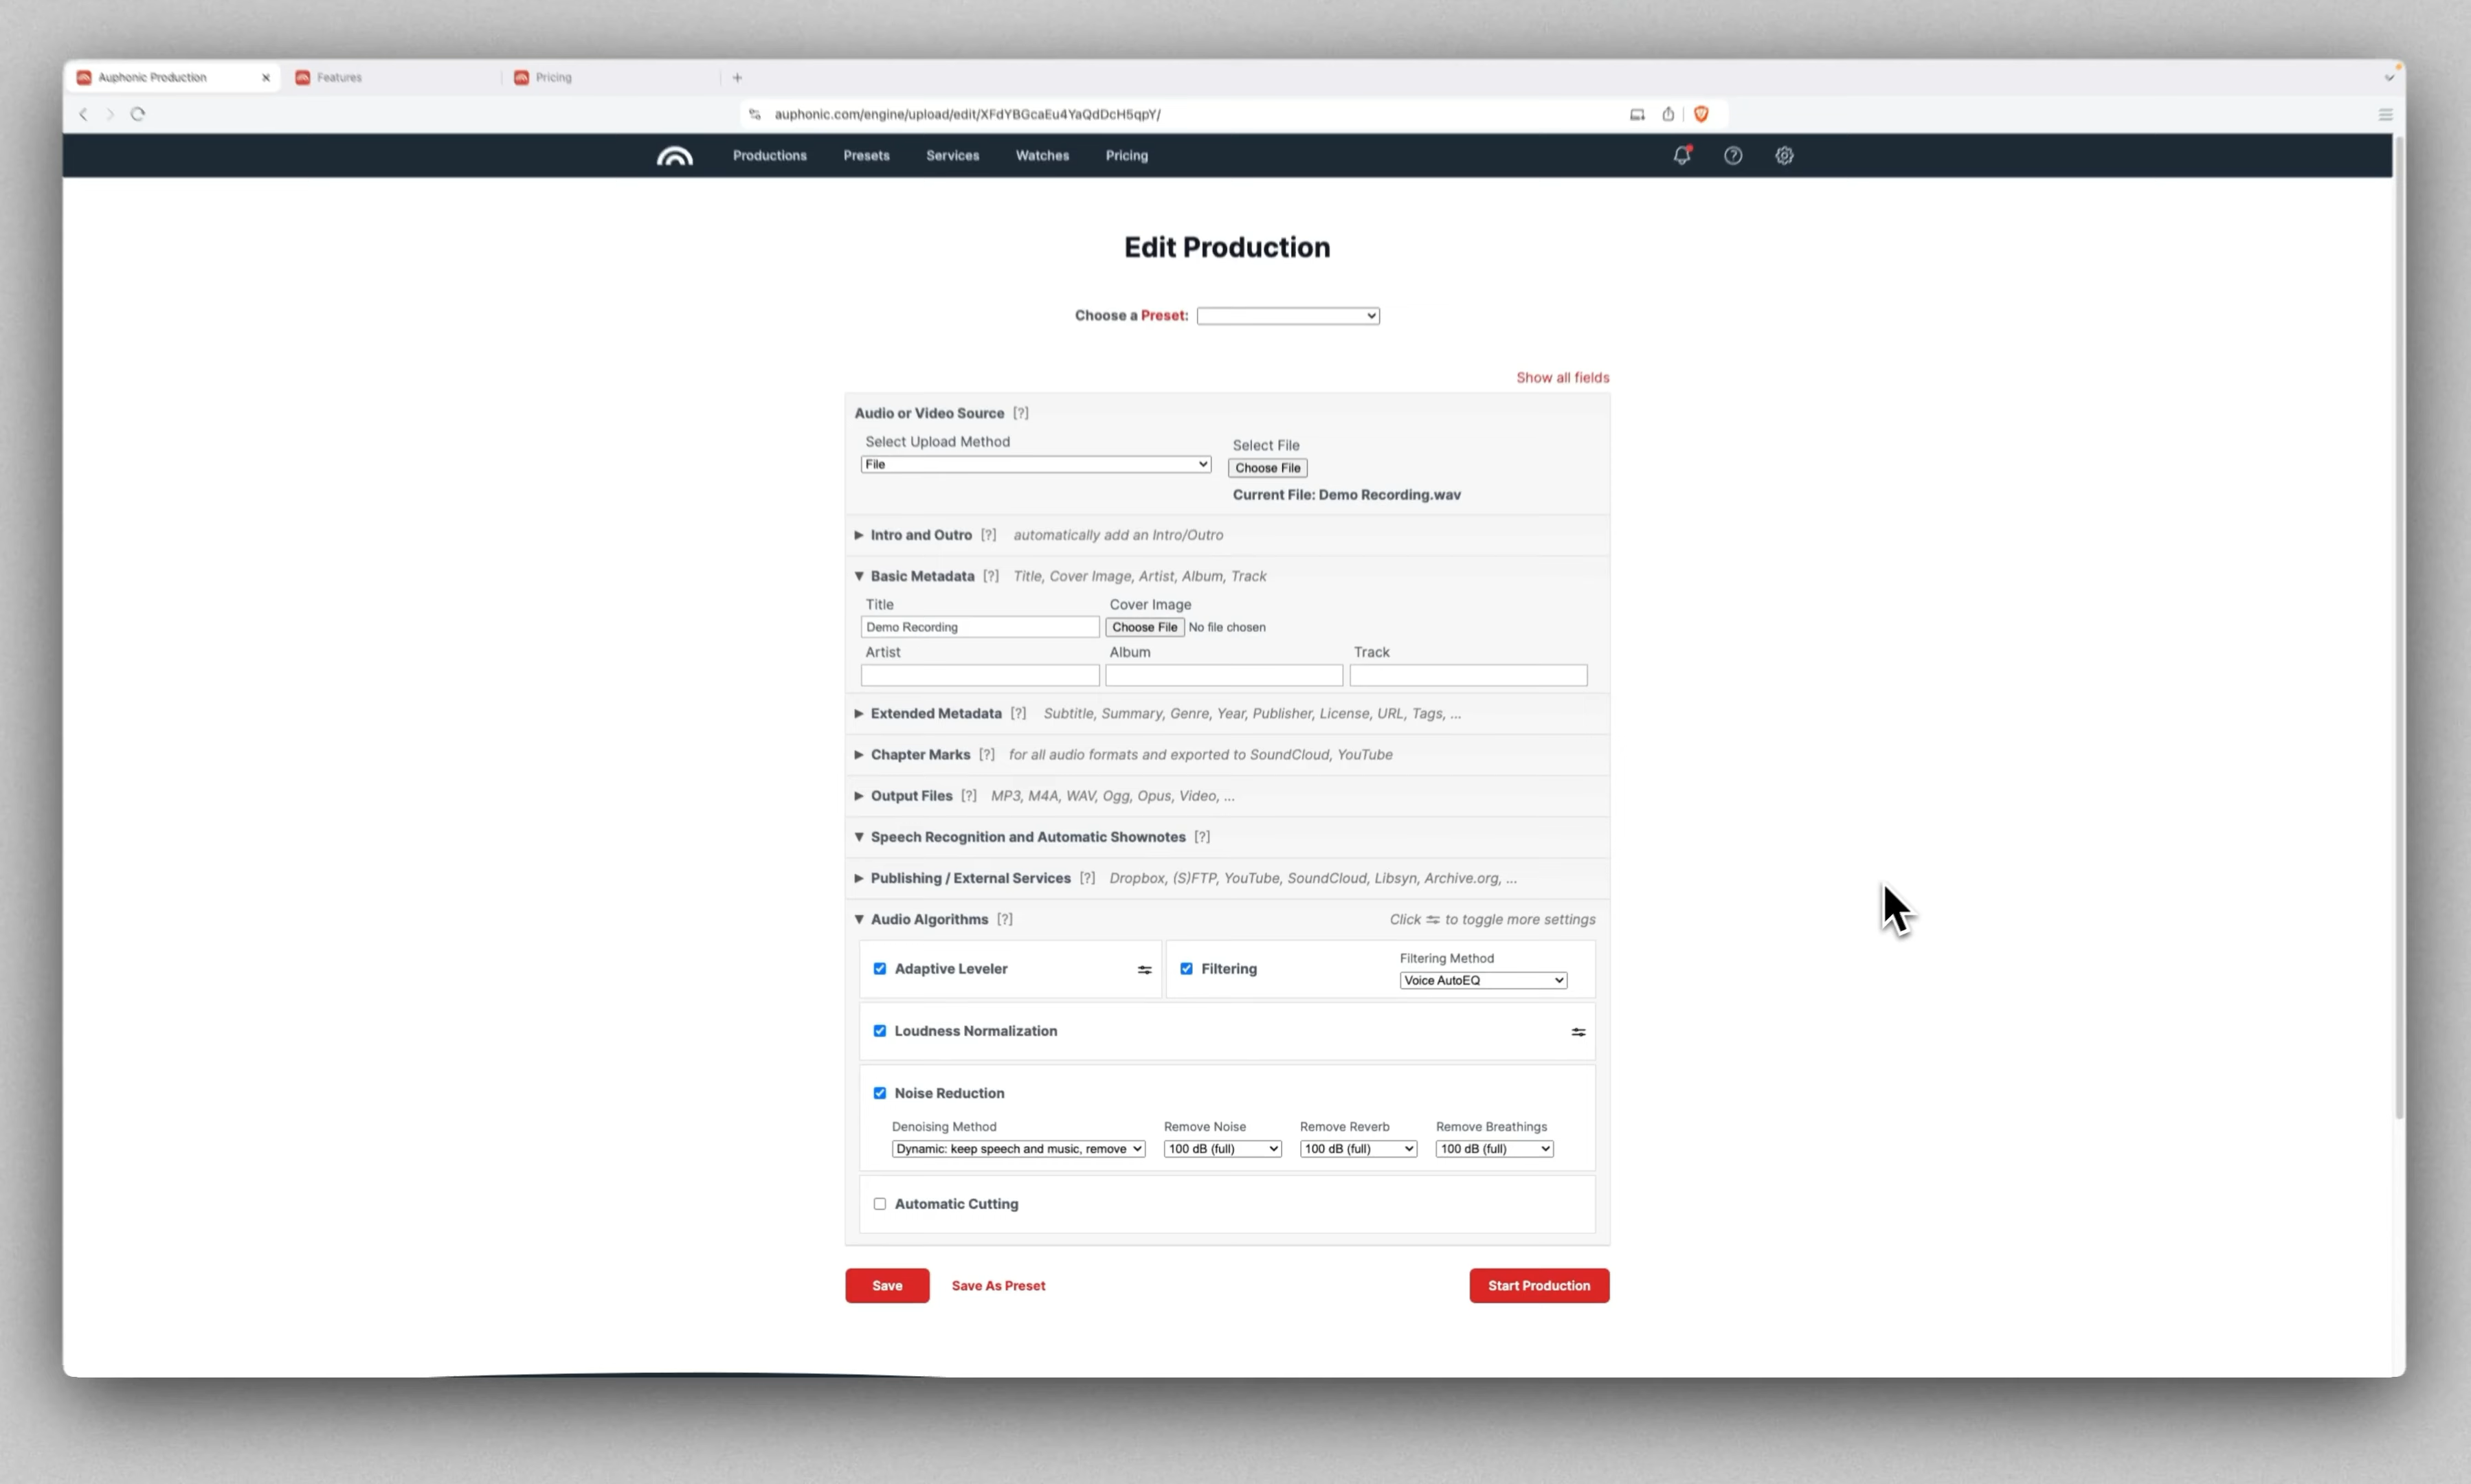 Auphonic Production
Features
Pricing
auphonic.com/engine/upload/edit/XFdYBGcaEu4YaQdDcH5qpY/
Productions Presets Services Watches Pricing
Edit Production
Choose a Preset:
Show all fields
Audio or Video Source [?]
Select Upload Method
Select File
File
Choose File
Current File: Demo Recording.wav
Intro and Outro [?] automatically add an Intro/Outro
Basic Metadata [?] Title, Cover Image, Artist, Album, Track
Title Cover Image
Demo Recording Choose File No file chosen
Artist Album Track
Extended Metadata [?] Subtitle, Summary, Genre, Year, Publisher, License, URL, Tags, ...
Chapter Marks [?] for all audio formats and exported to SoundCloud, YouTube
Output Files [?] MP3, M4A, WAV, Ogg, Opus, Video, ...
Speech Recognition and Automatic Shownotes [?]
Publishing / External Services [?] Dropbox, (S)FTP, YouTube, SoundCloud, Libsyn, Archive.org, ...
Audio Algorithms [?] Click to toggle more settings
Adaptive Leveler
Filtering
Filtering Method
Voice AutoEQ
Loudness Normalization
Noise Reduction
Denoising Method Remove Noise Remove Reverb Remove Breathings
Dynamic: keep speech and music, remove 100 dB (full) 100 dB (full) 100 dB (full)
Automatic Cutting
Save Save As Preset Start Production